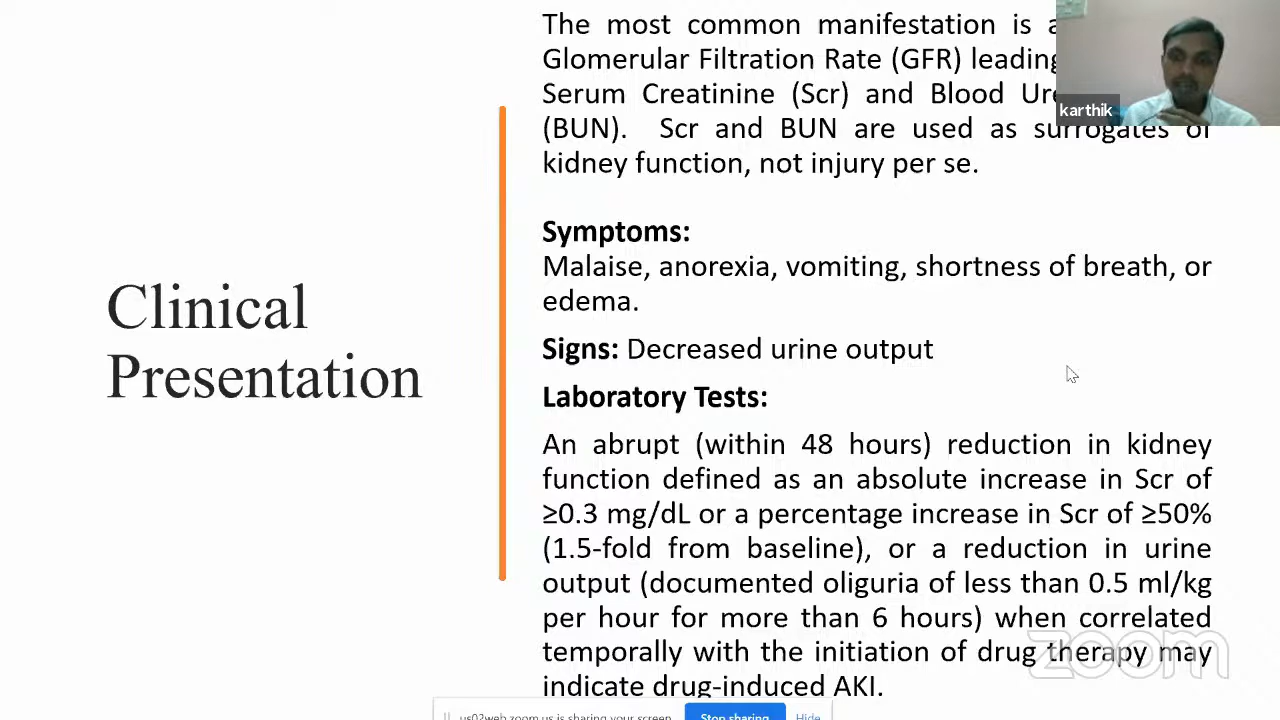 The most common manifestation is a
Glomerular Filtration Rate (GFR) leading
Serum Creatinine (Scr) and Blood Ure
(BUN). Scr and BUN are used as surrogates of
kidney function, not injury per se.
karthik
Symptoms:
Malaise, anorexia, vomiting, shortness of breath, or
edema.
Signs: Decreased urine output
Clinical
Presentation
Laboratory Tests:
An abrupt (within 48 hours) reduction in kidney
function defined as an absolute increase in Scr of
≥0.3 mg/dL or a percentage increase in Scr of ≥50%
(1.5-fold from baseline), or a reduction in urine
output (documented oliguria of less than 0.5 ml/kg
per hour for more than 6 hours) when correlated
temporally with the initiation of drug therapy may
indicate drug-induced AKI.
zoom
us02web.zoom.us is sharing your screen.
Stop sharing
Hide